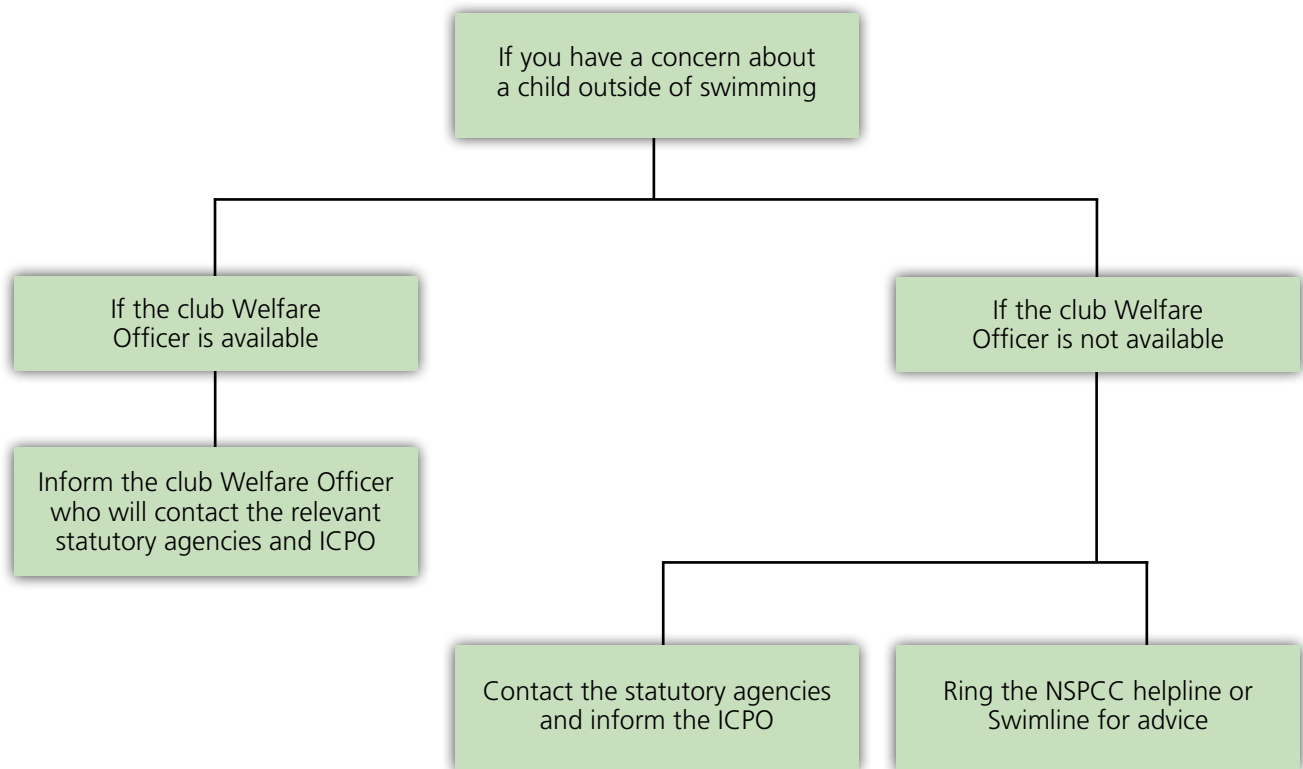 If you have a concern about
a child outside of swimming
If the club Welfare
Officer is available
If the club Welfare
Officer is not available
Inform the club Welfare Officer
who will contact the relevant
statutory agencies and ICPO
Contact the statutory agencies
and inform the ICPO
Ring the NSPCC helpline or
Swimline for advice